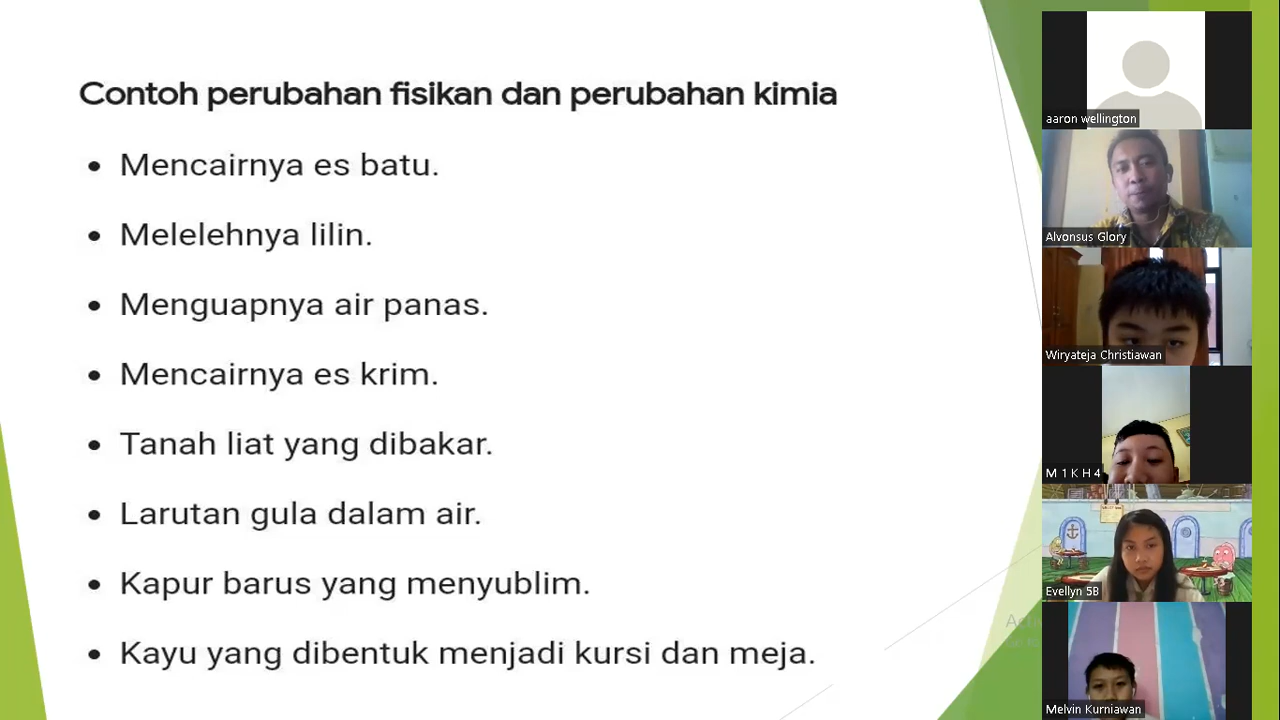 Contoh perubahan fisikan dan perubahan kimia
• Mencairnya es batu.
• Melelehnya lilin.
• Menguapnya air panas.
• Mencairnya es krim.
• Tanah liat yang dibakar.
• Larutan gula dalam air.
• Kapur barus yang menyublim.
• Kayu yang dibentuk menjadi kursi dan meja.
aaron wellington
Alvonsus Glory
Wiryateja Christiawan
M 1 K H 4
Evellyn 5B
Melvin Kurniawan